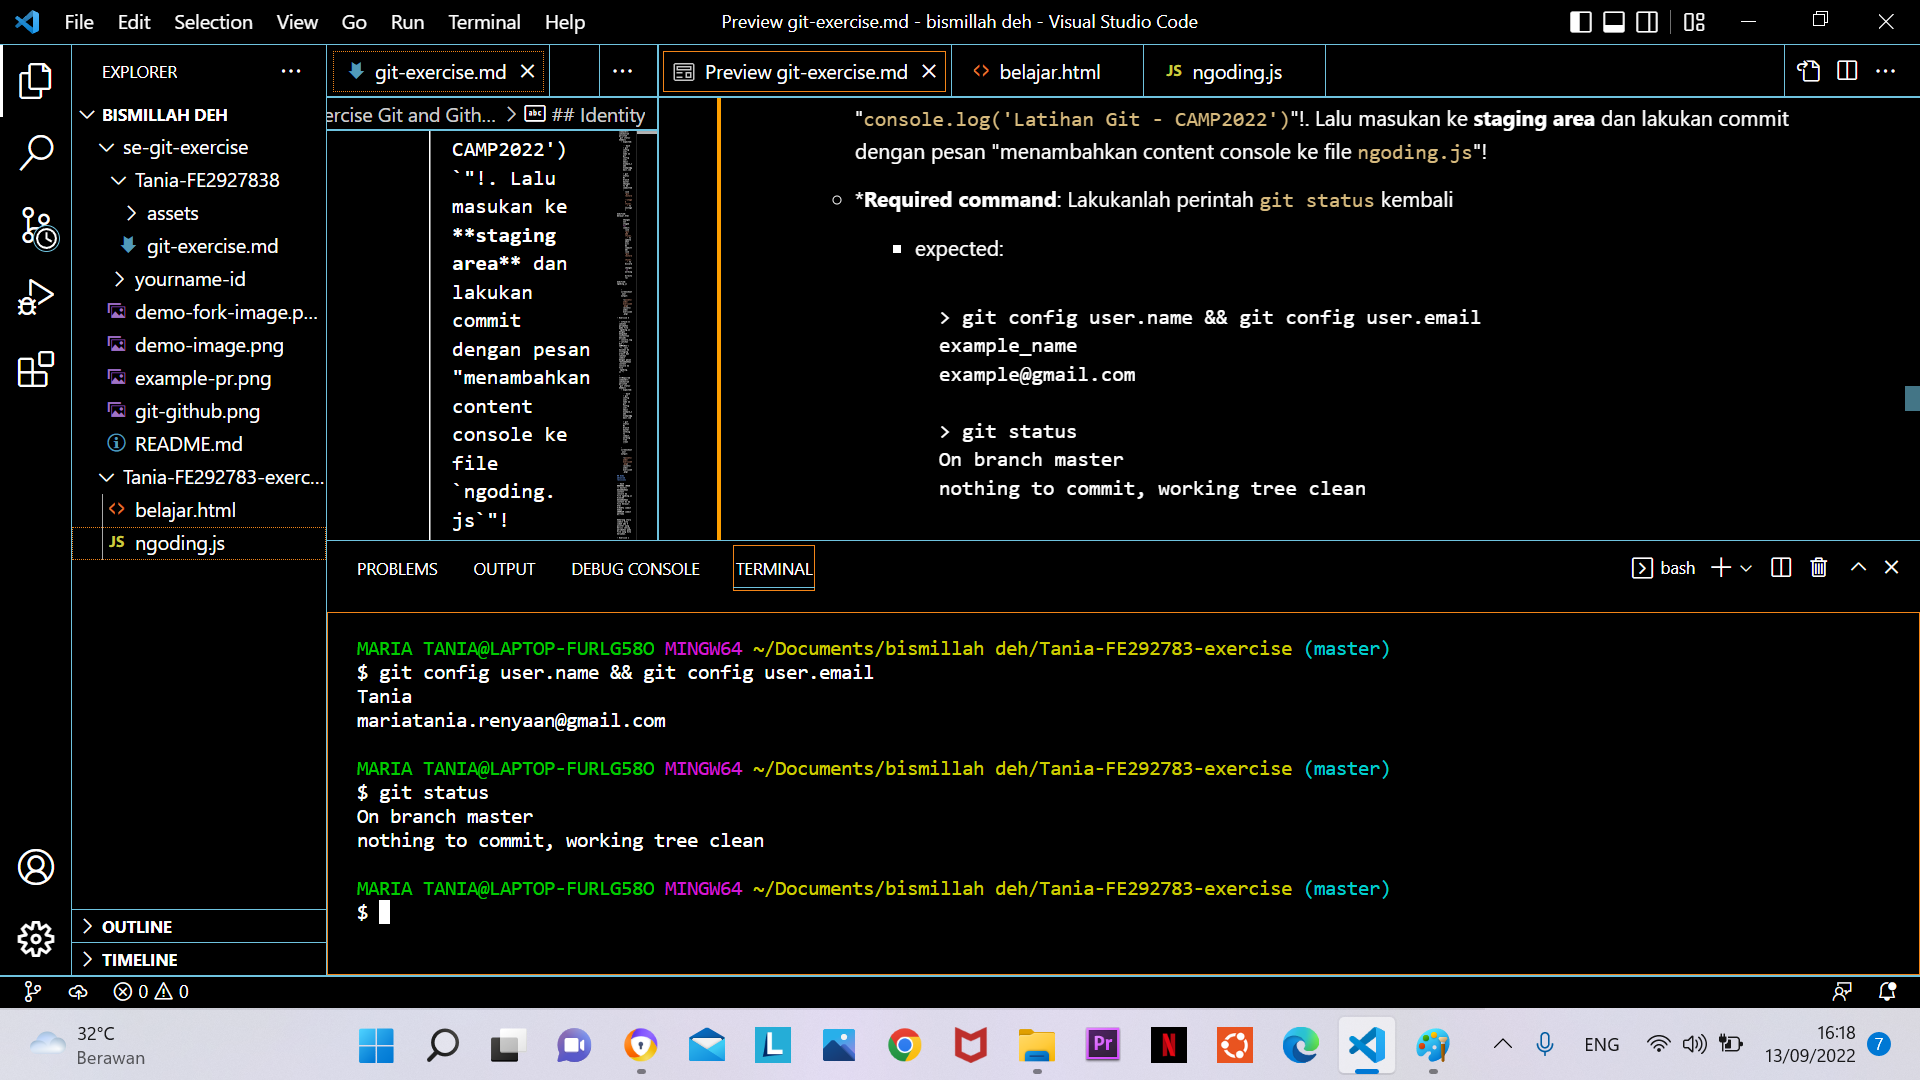 File Edit Selection View Go Run Terminal Help
Preview git-exercise.md - bismillah deh - Visual Studio Code
EXPLORER
BISMILLAH DEH
se-git-exercise
Tania-FE2927838
assets
git-exercise.md
yourname-id
demo-fork-image.p...
demo-image.png
example-pr.png
git-github.png
README.md
Tania-FE292783-exerc...
belajar.html
JS ngoding.js
OUTLINE
TIMELINE
git-exercise.md
ercise Git and Gith... > abc ## Identity
CAMP2022')
`"!. Lalu
masukan ke
**staging
area** dan
lakukan
commit
dengan pesan
"menambahkan
content
console ke
file
`ngoding.
js`"!
Preview git-exercise.md
belajar.html
JS ngoding.js
"console.log('Latihan Git - CAMP2022')"!. Lalu masukan ke staging area dan lakukan commit
dengan pesan "menambahkan content console ke file ngoding.js"!
*Required command: Lakukanlah perintah git status kembali
expected:
> git config user.name && git config user.email
example_name
example@gmail.com
> git status
On branch master
nothing to commit, working tree clean
PROBLEMS OUTPUT DEBUG CONSOLE TERMINAL
bash
MARIA TANIA@LAPTOP-FURLG58O MINGW64 ~/Documents/bismillah deh/Tania-FE292783-exercise (master)
$ git config user.name && git config user.email
Tania
mariatania.renyaan@gmail.com
MARIA TANIA@LAPTOP-FURLG58O MINGW64 ~/Documents/bismillah deh/Tania-FE292783-exercise (master)
$ git status
On branch master
nothing to commit, working tree clean
MARIA TANIA@LAPTOP-FURLG58O MINGW64 ~/Documents/bismillah deh/Tania-FE292783-exercise (master)
$
0 0
32°C
Berawan
L
Pr
N
ENG
16:18
13/09/2022
7